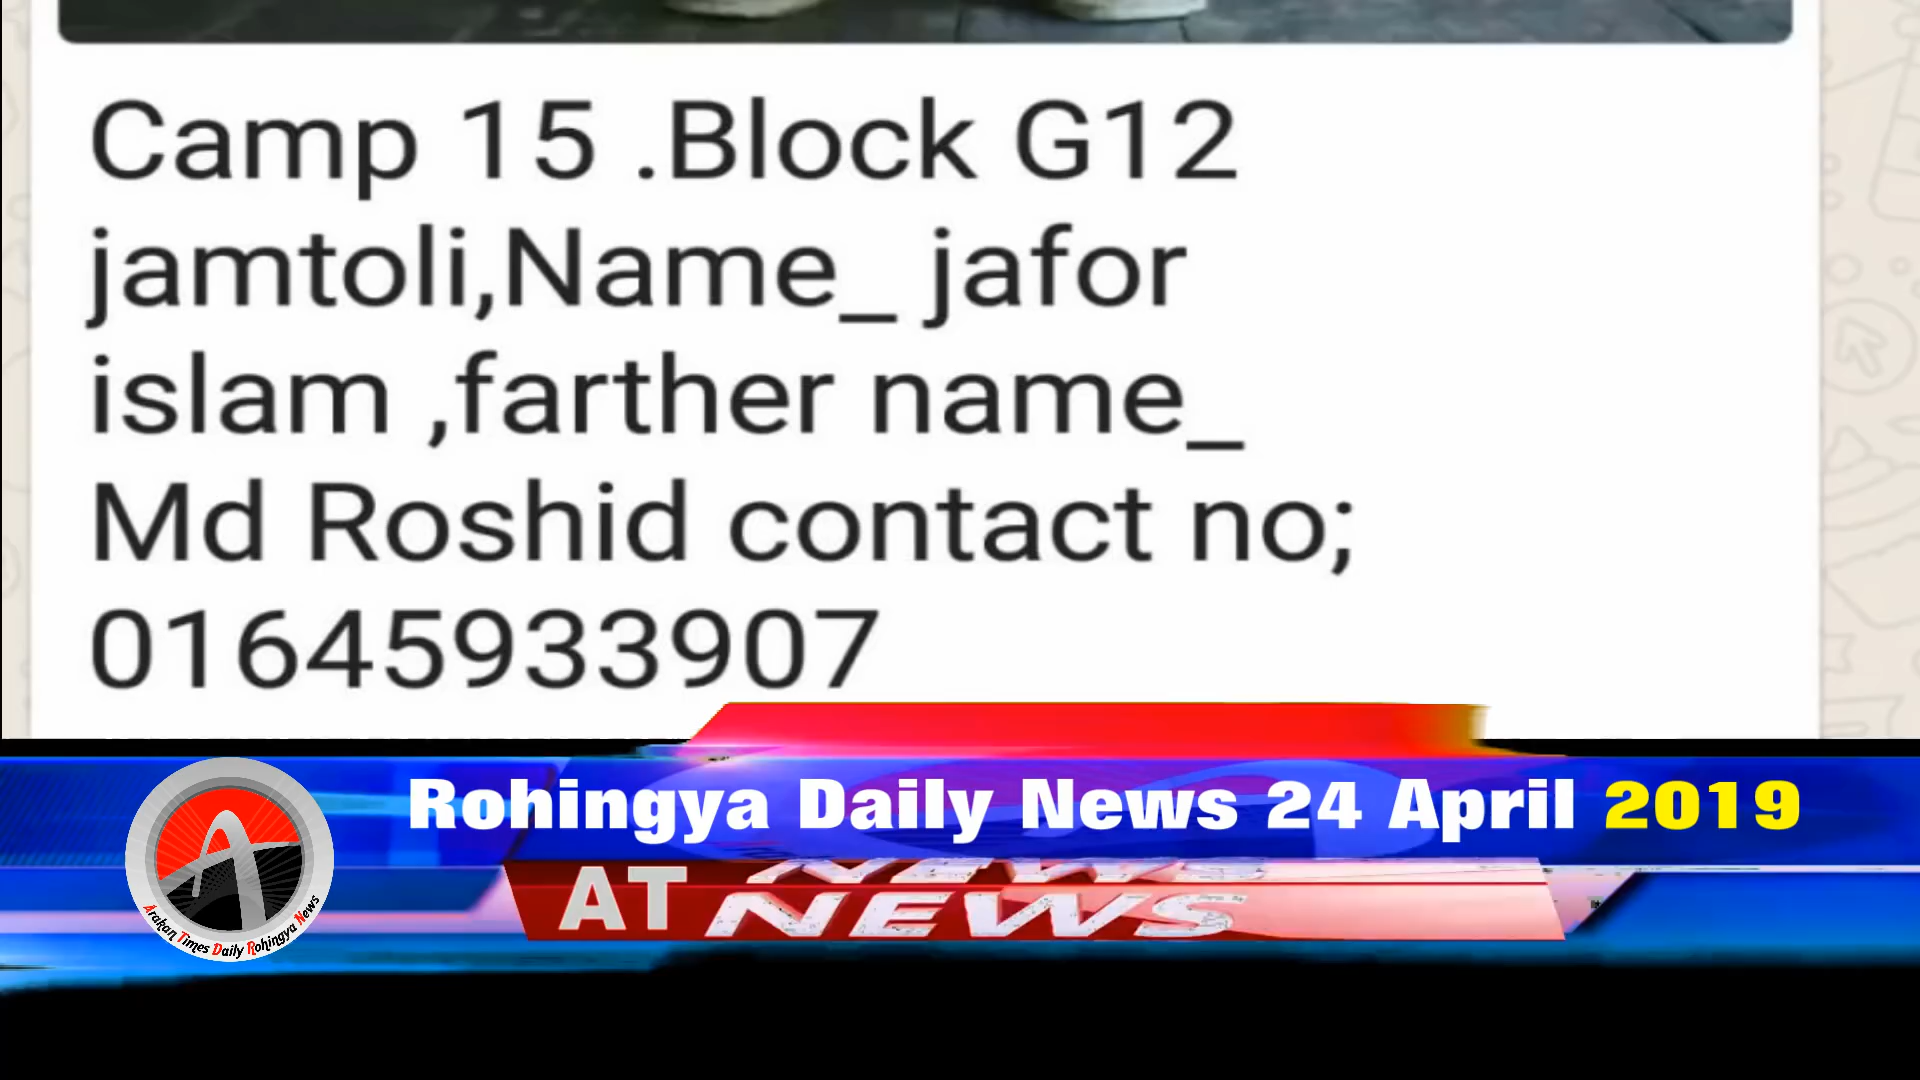 Camp 15 .Block G12
jamtoli,Name_ jafor
islam ,farther name_
Md Roshid contact no;
01645933907
Rohingya Daily News 24 April 2019
NEWS
AT NEWS
Arakan Times Daily Rohingya News